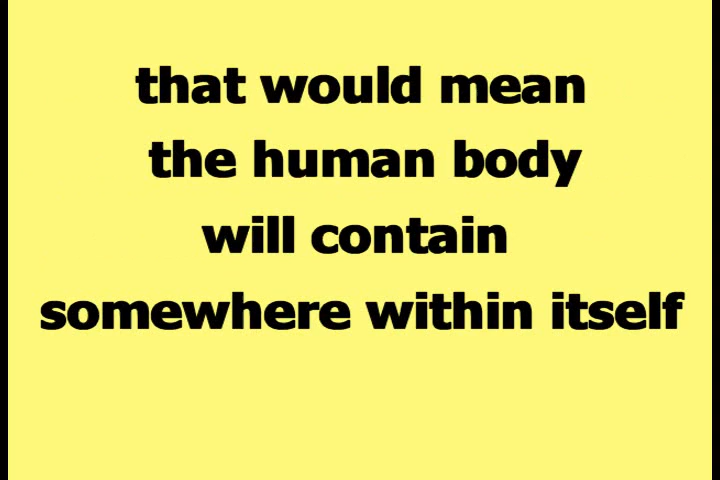 that would mean
the human body
will contain
somewhere within itself